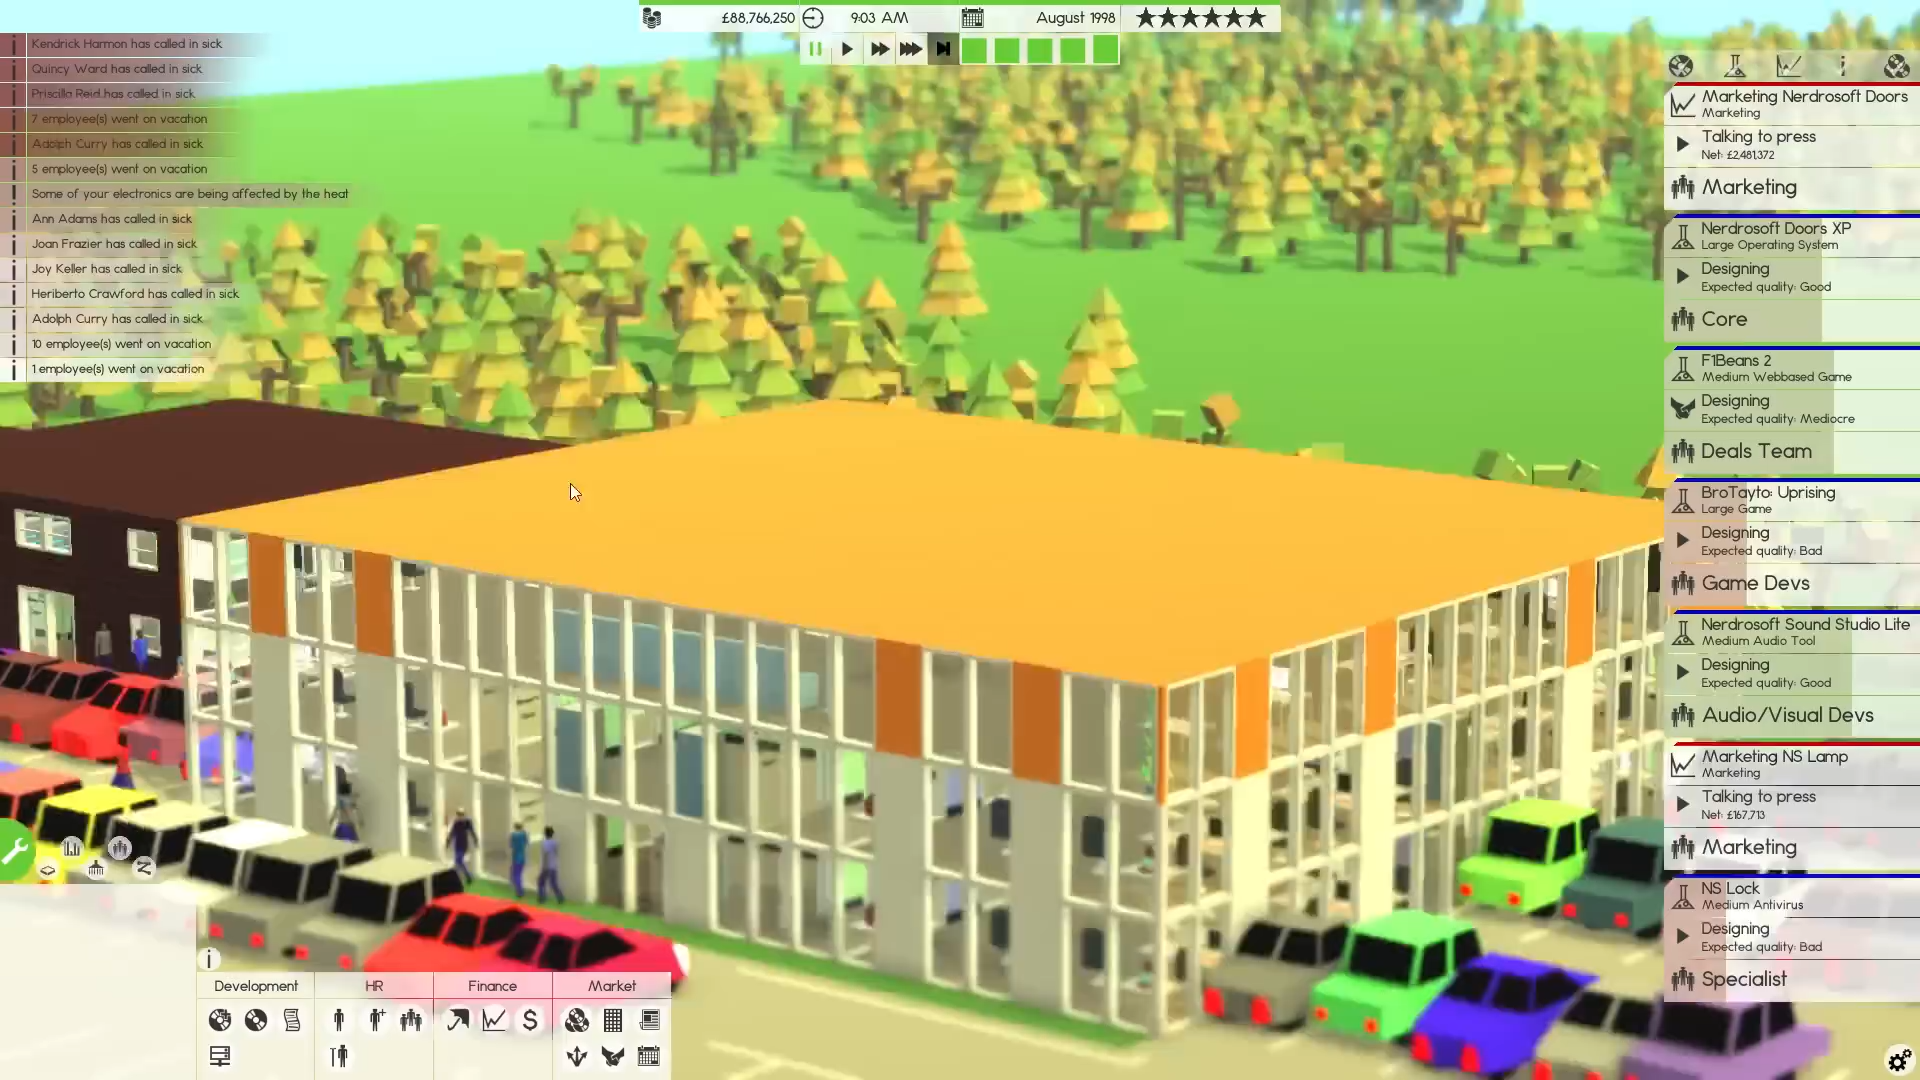 £88,766,250
9:03 AM
August 1998
Kendrick Harmon has called in sick
Quincy Ward has called in sick
Priscilla Reid has called in sick
7 employee(s) went on vacation
Adolph Curry has called in sick
5 employee(s) went on vacation
Some of your electronics are being affected by the heat
Ann Adams has called in sick
Joan Frazier has called in sick
Joy Keller has called in sick
Heriberto Crawford has called in sick
Adolph Curry has called in sick
10 employee(s) went on vacation
1 employee(s) went on vacation
Marketing Nerdrosoft Doors
Marketing
Talking to press
Net: £2,481,372
Marketing
Nerdrosoft Doors XP
Large Operating System
Designing
Expected quality: Good
Core
F1Beans 2
Medium Webbased Game
Designing
Expected quality: Mediocre
Deals Team
BroTayto: Uprising
Large Game
Designing
Expected quality: Bad
Game Devs
Nerdrosoft Sound Studio Lite
Medium Audio Tool
Designing
Expected quality: Good
Audio/Visual Devs
Marketing NS Lamp
Marketing
Talking to press
Net: £167,713
Marketing
NS Lock
Medium Antivirus
Designing
Expected quality: Bad
Specialist
Development
HR
Finance
Market